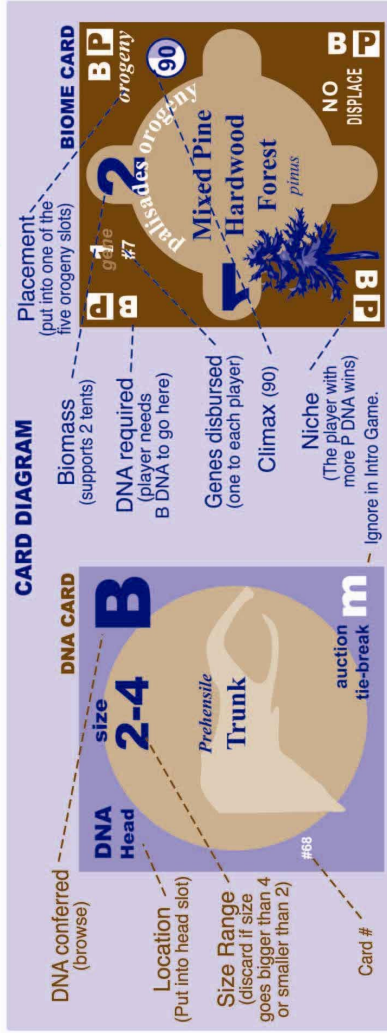 CARD DIAGRAM
DNA CARD
DNA conferred
(browse)
Location
(Put into head slot)
Size Range
(discard if size
goes bigger than 4
or smaller than 2)
Card #
DNA
Head
size
2-4
B
Prehensile
Trunk
#68
auction
tie-break
m
BIOME CARD
Placement
(put into one of the
five orogeny slots)
Biomass
(supports 2 tents)
DNA required
(player needs
B DNA to go here)
Genes disbursed
(one to each player)
Climax (90)
Niche
(The player with
more P DNA wins)
Ignore in Intro Game.
B
1
gene
#7
2
B P
orogeny
90
palisades orogeny
Mixed Pine
Hardwood
Forest
pinus
B P
NO
DISPLACE
B P